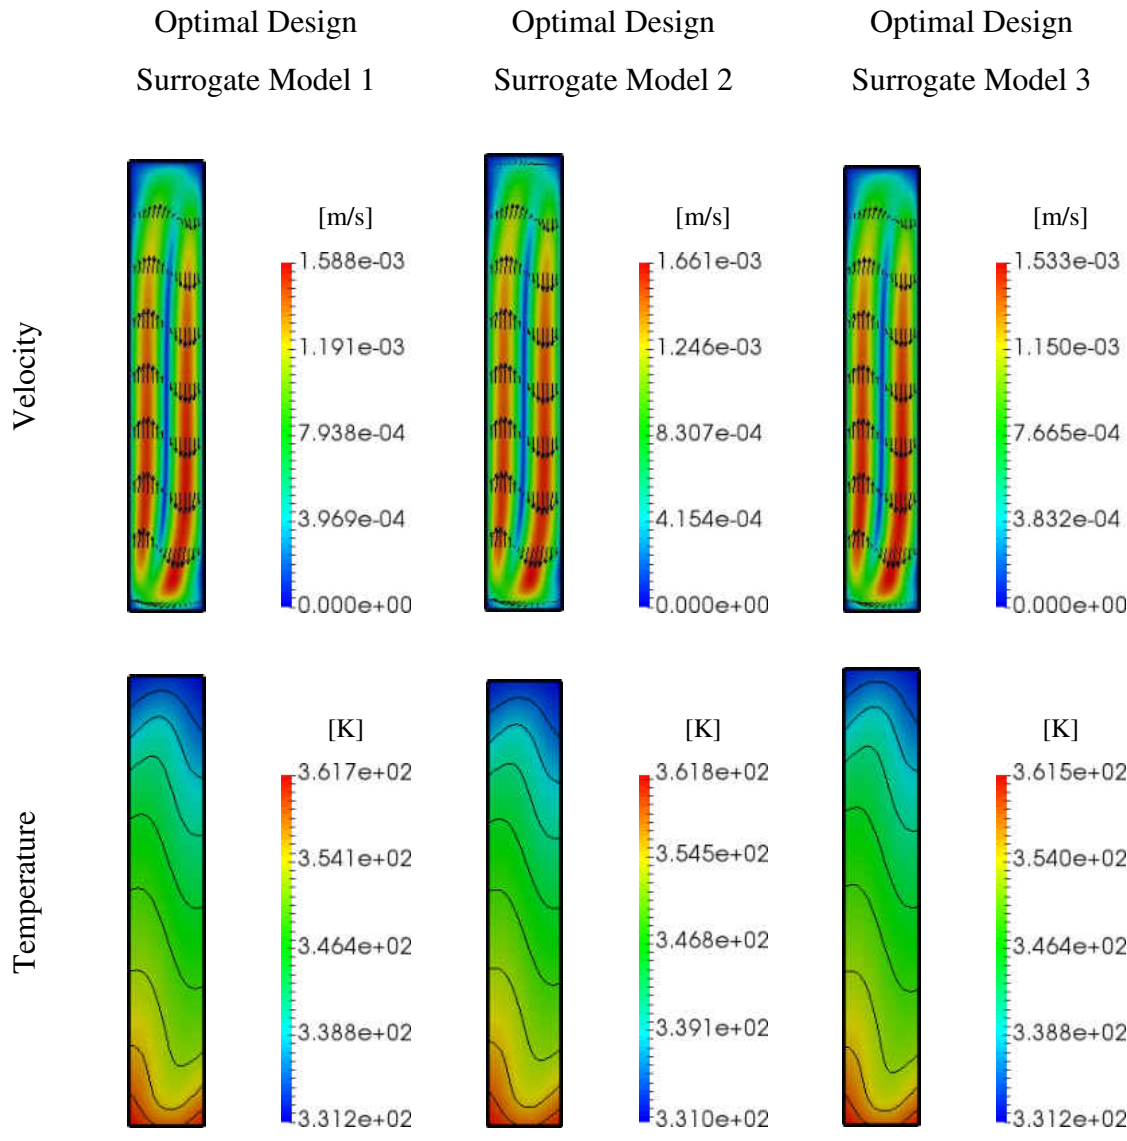 Optimal Design
Surrogate Model 1
Optimal Design
Surrogate Model 2
Optimal Design
Surrogate Model 3
Velocity
[m/s]
1.588e-03
1.191e-03
7.938e-04
3.969e-04
0.000e+00
[m/s]
1.661e-03
1.246e-03
8.307e-04
4.154e-04
0.000e+00
[m/s]
1.533e-03
1.150e-03
7.665e-04
3.832e-04
0.000e+00
Temperature
[K]
3.617e+02
3.541e+02
3.464e+02
3.388e+02
3.312e+02
[K]
3.618e+02
3.545e+02
3.468e+02
3.391e+02
3.310e+02
[K]
3.615e+02
3.540e+02
3.464e+02
3.388e+02
3.312e+02